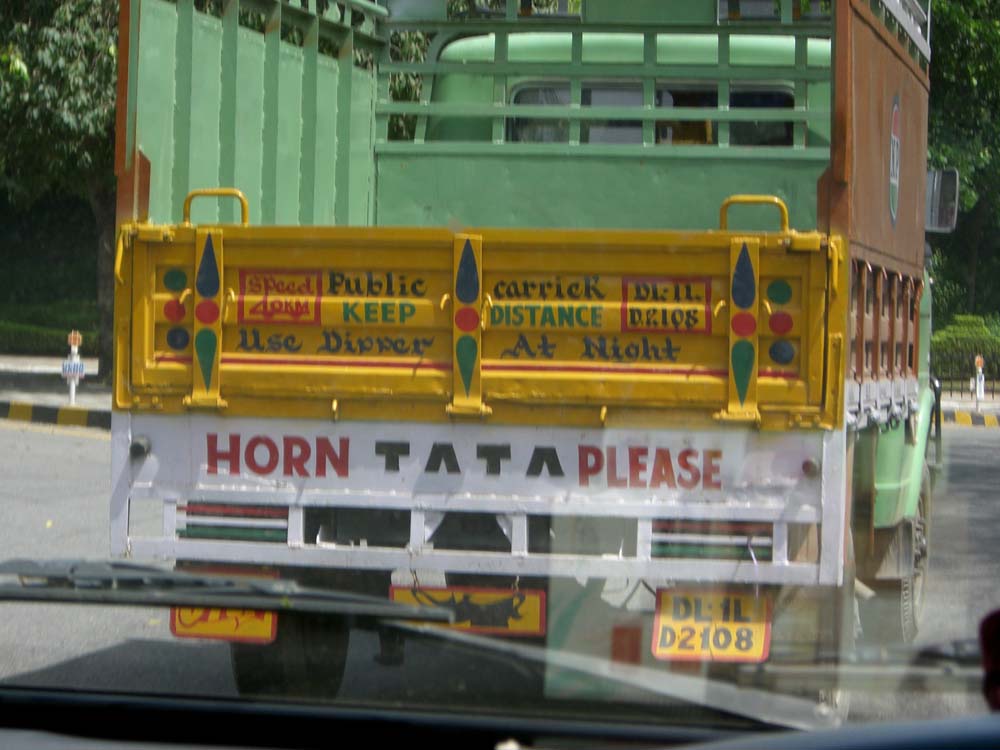 Speed Public carrier DL·1L
40KM KEEP DISTANCE D2108
Use Dipper At Night
HORN TATA PLEASE
DL·1L
D2108